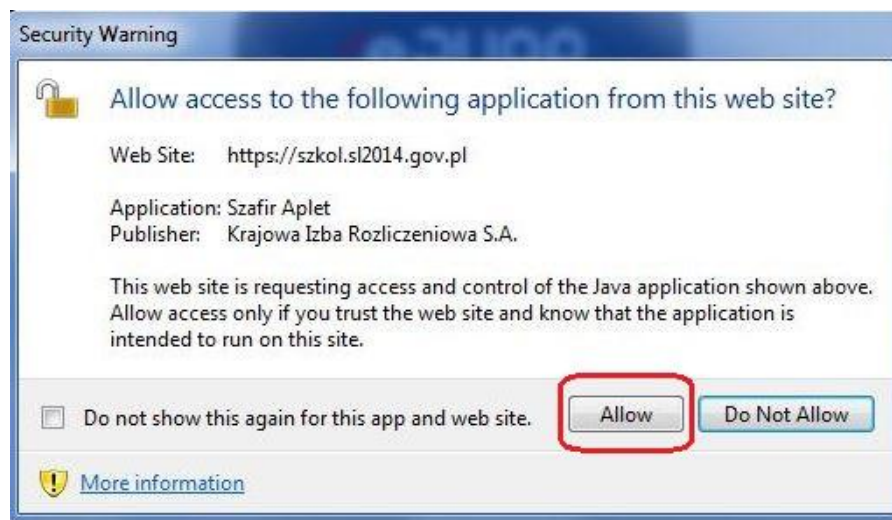 Security Warning
Allow access to the following application from this web site?
Web Site: https://szkol.sl2014.gov.pl
Application: Szafir Aplet
Publisher: Krajowa Izba Rozliczeniowa S.A.
This web site is requesting access and control of the Java application shown above.
Allow access only if you trust the web site and know that the application is
intended to run on this site.
Do not show this again for this app and web site.
Allow
Do Not Allow
More information